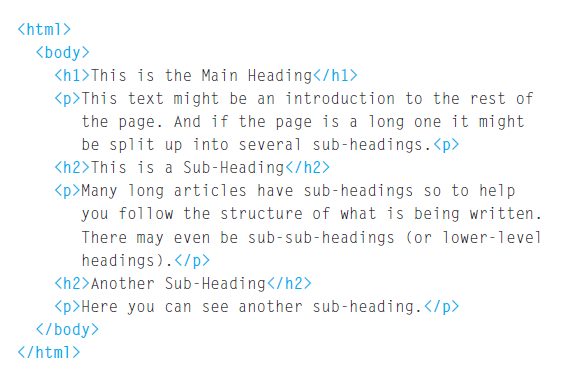 <html>
<body>
<h1>This is the Main Heading</h1>
<p>This text might be an introduction to the rest of
the page. And if the page is a long one it might
be split up into several sub-headings.<p>
<h2>This is a Sub-Heading</h2>
<p>Many long articles have sub-headings so to help
you follow the structure of what is being written.
There may even be sub-sub-headings (or lower-level
headings).</p>
<h2>Another Sub-Heading</h2>
<p>Here you can see another sub-heading.</p>
</body>
</html>